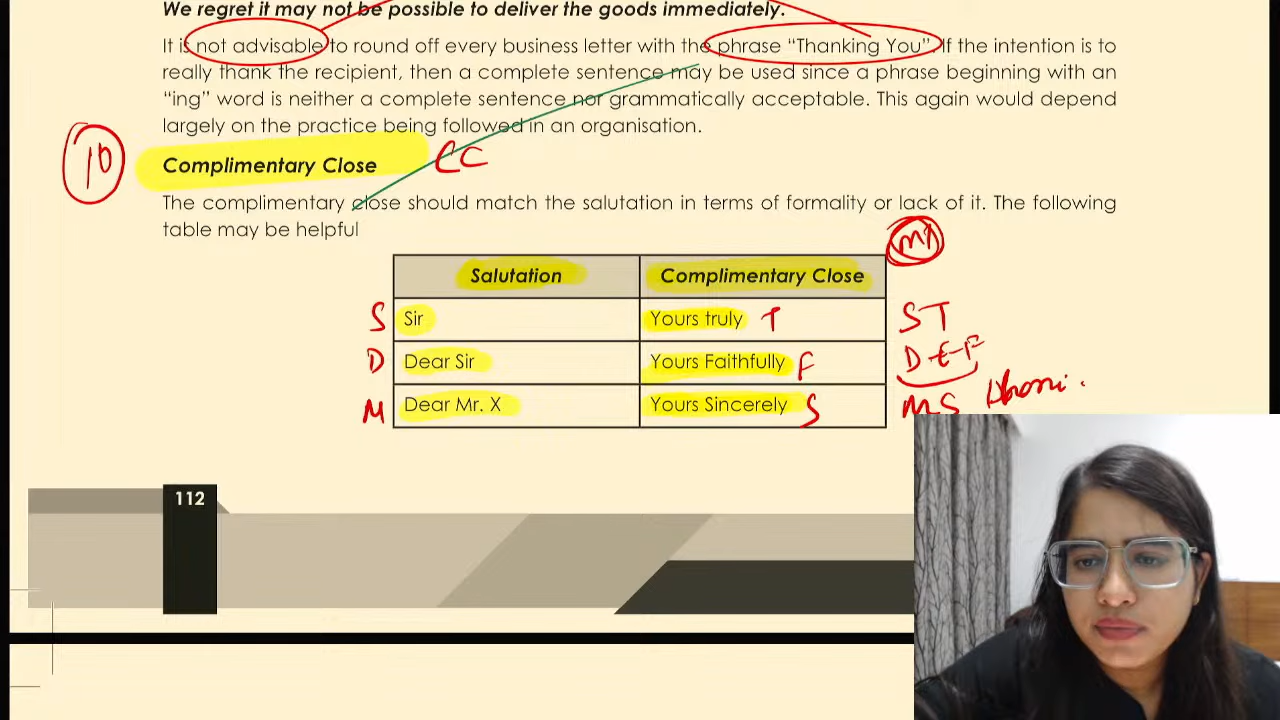 We regret it may not be possible to deliver the goods immediately.
It is not advisable to round off every business letter with the phrase “Thanking You”. If the intention is to
really thank the recipient, then a complete sentence may be used since a phrase beginning with an
“ing” word is neither a complete sentence nor grammatically acceptable. This again would depend
largely on the practice being followed in an organisation.
10 Complimentary Close CC
The complimentary close should match the salutation in terms of formality or lack of it. The following
table may be helpful
Salutation Complimentary Close
S Sir Yours truly T ST
D Dear Sir Yours Faithfully F
M Dear Mr. X Yours Sincerely S MS Dhoni.
112